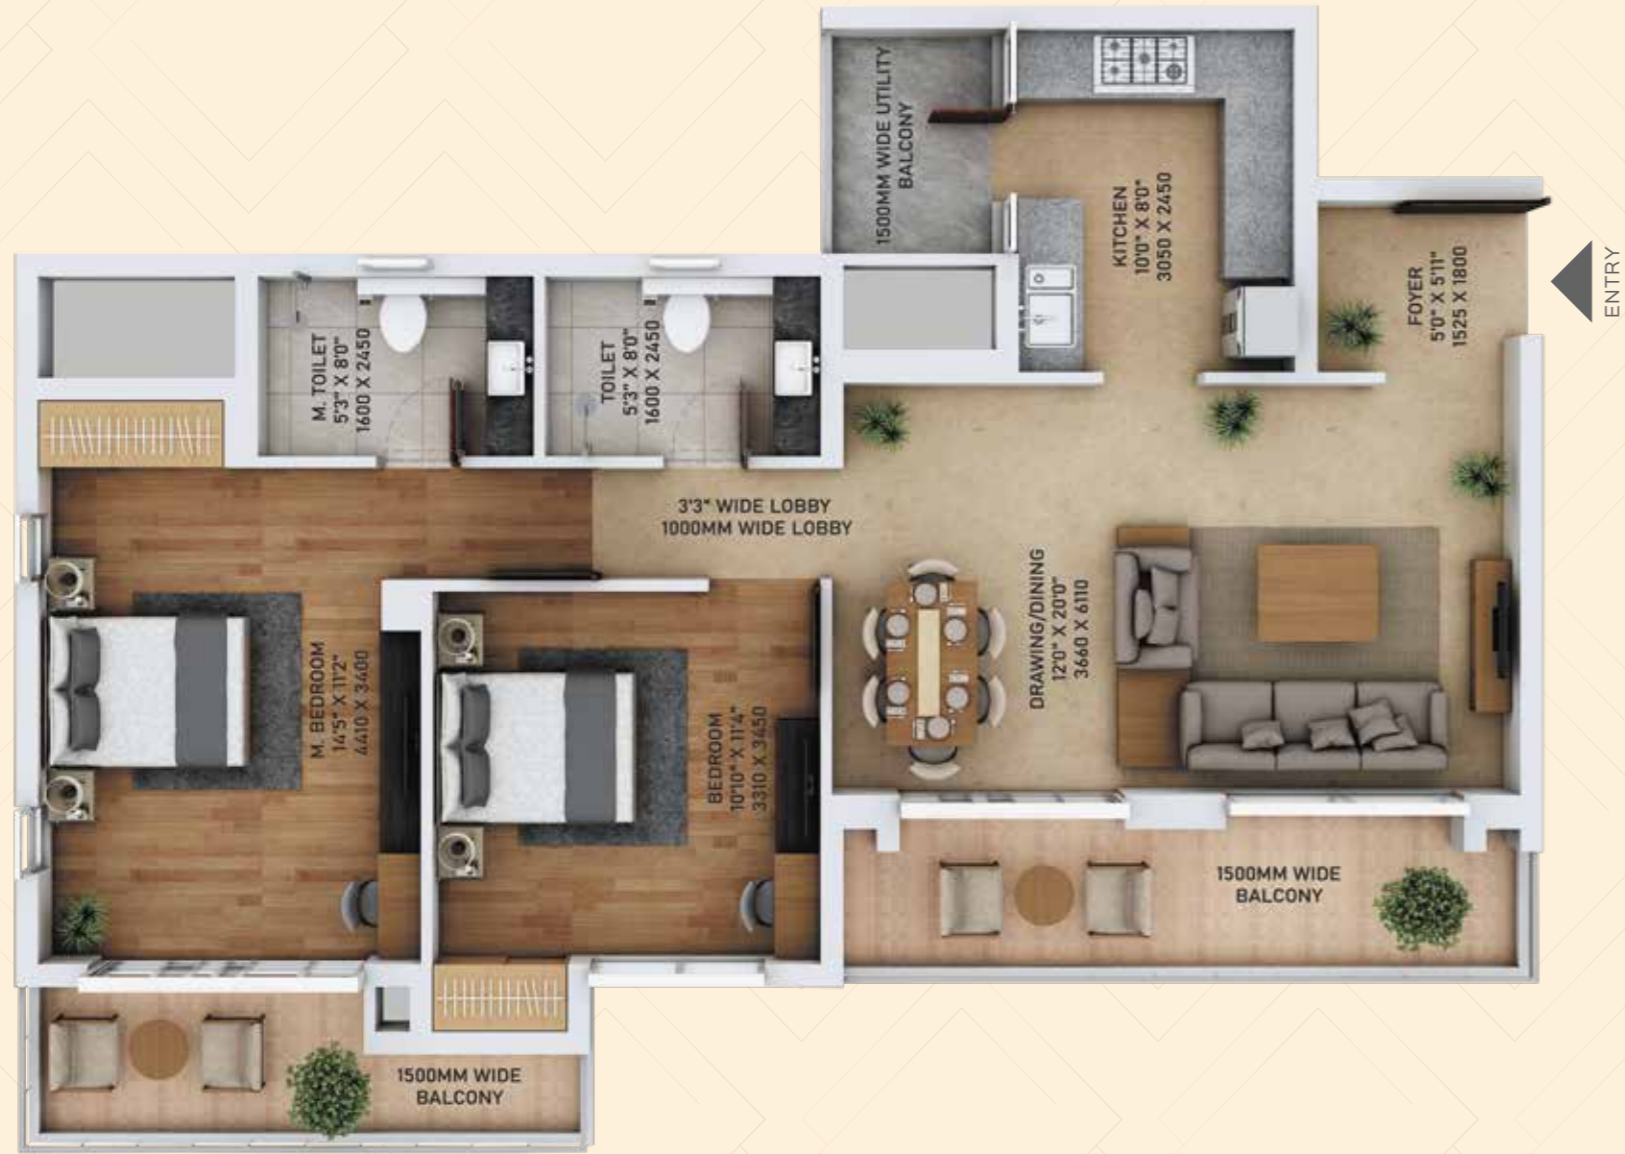 1500MM WIDE UTILITY
BALCONY
KITCHEN
10'0" X 8'0"
3050 X 2450
FOYER
5'0" X 5'11"
1525 X 1800
ENTRY
M. TOILET
5'3" X 8'0"
1600 X 2450
TOILET
5'3" X 8'0"
1600 X 2450
3'3" WIDE LOBBY
1000MM WIDE LOBBY
DRAWING/DINING
12'0" X 20'0"
3660 X 6110
M. BEDROOM
14'5" X 11'2"
4410 X 3400
BEDROOM
10'10" X 11'4"
3310 X 3450
1500MM WIDE
BALCONY
1500MM WIDE
BALCONY